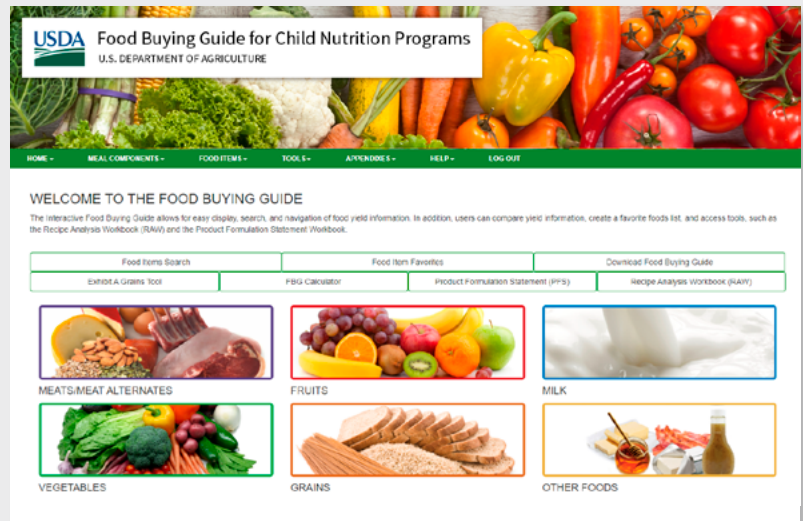 USDA Food Buying Guide for Child Nutrition Programs
U.S. DEPARTMENT OF AGRICULTURE
HOME MEAL COMPONENTS FOOD ITEMS TOOLS APPENDIXES HELP LOG OUT
WELCOME TO THE FOOD BUYING GUIDE
The Interactive Food Buying Guide allows for easy display, search, and navigation of food yield information. In addition, users can compare yield information, create a favorite foods list, and access tools, such as
the Recipe Analysis Workbook (RAW) and the Product Formulation Statement Workbook.
Food Items Search Food Item Favorites Download Food Buying Guide
Exhibit A Grains Tool FBG Calculator Product Formulation Statement (PFS) Recipe Analysis Workbook (RAW)
MEATS/MEAT ALTERNATES FRUITS MILK
VEGETABLES GRAINS OTHER FOODS